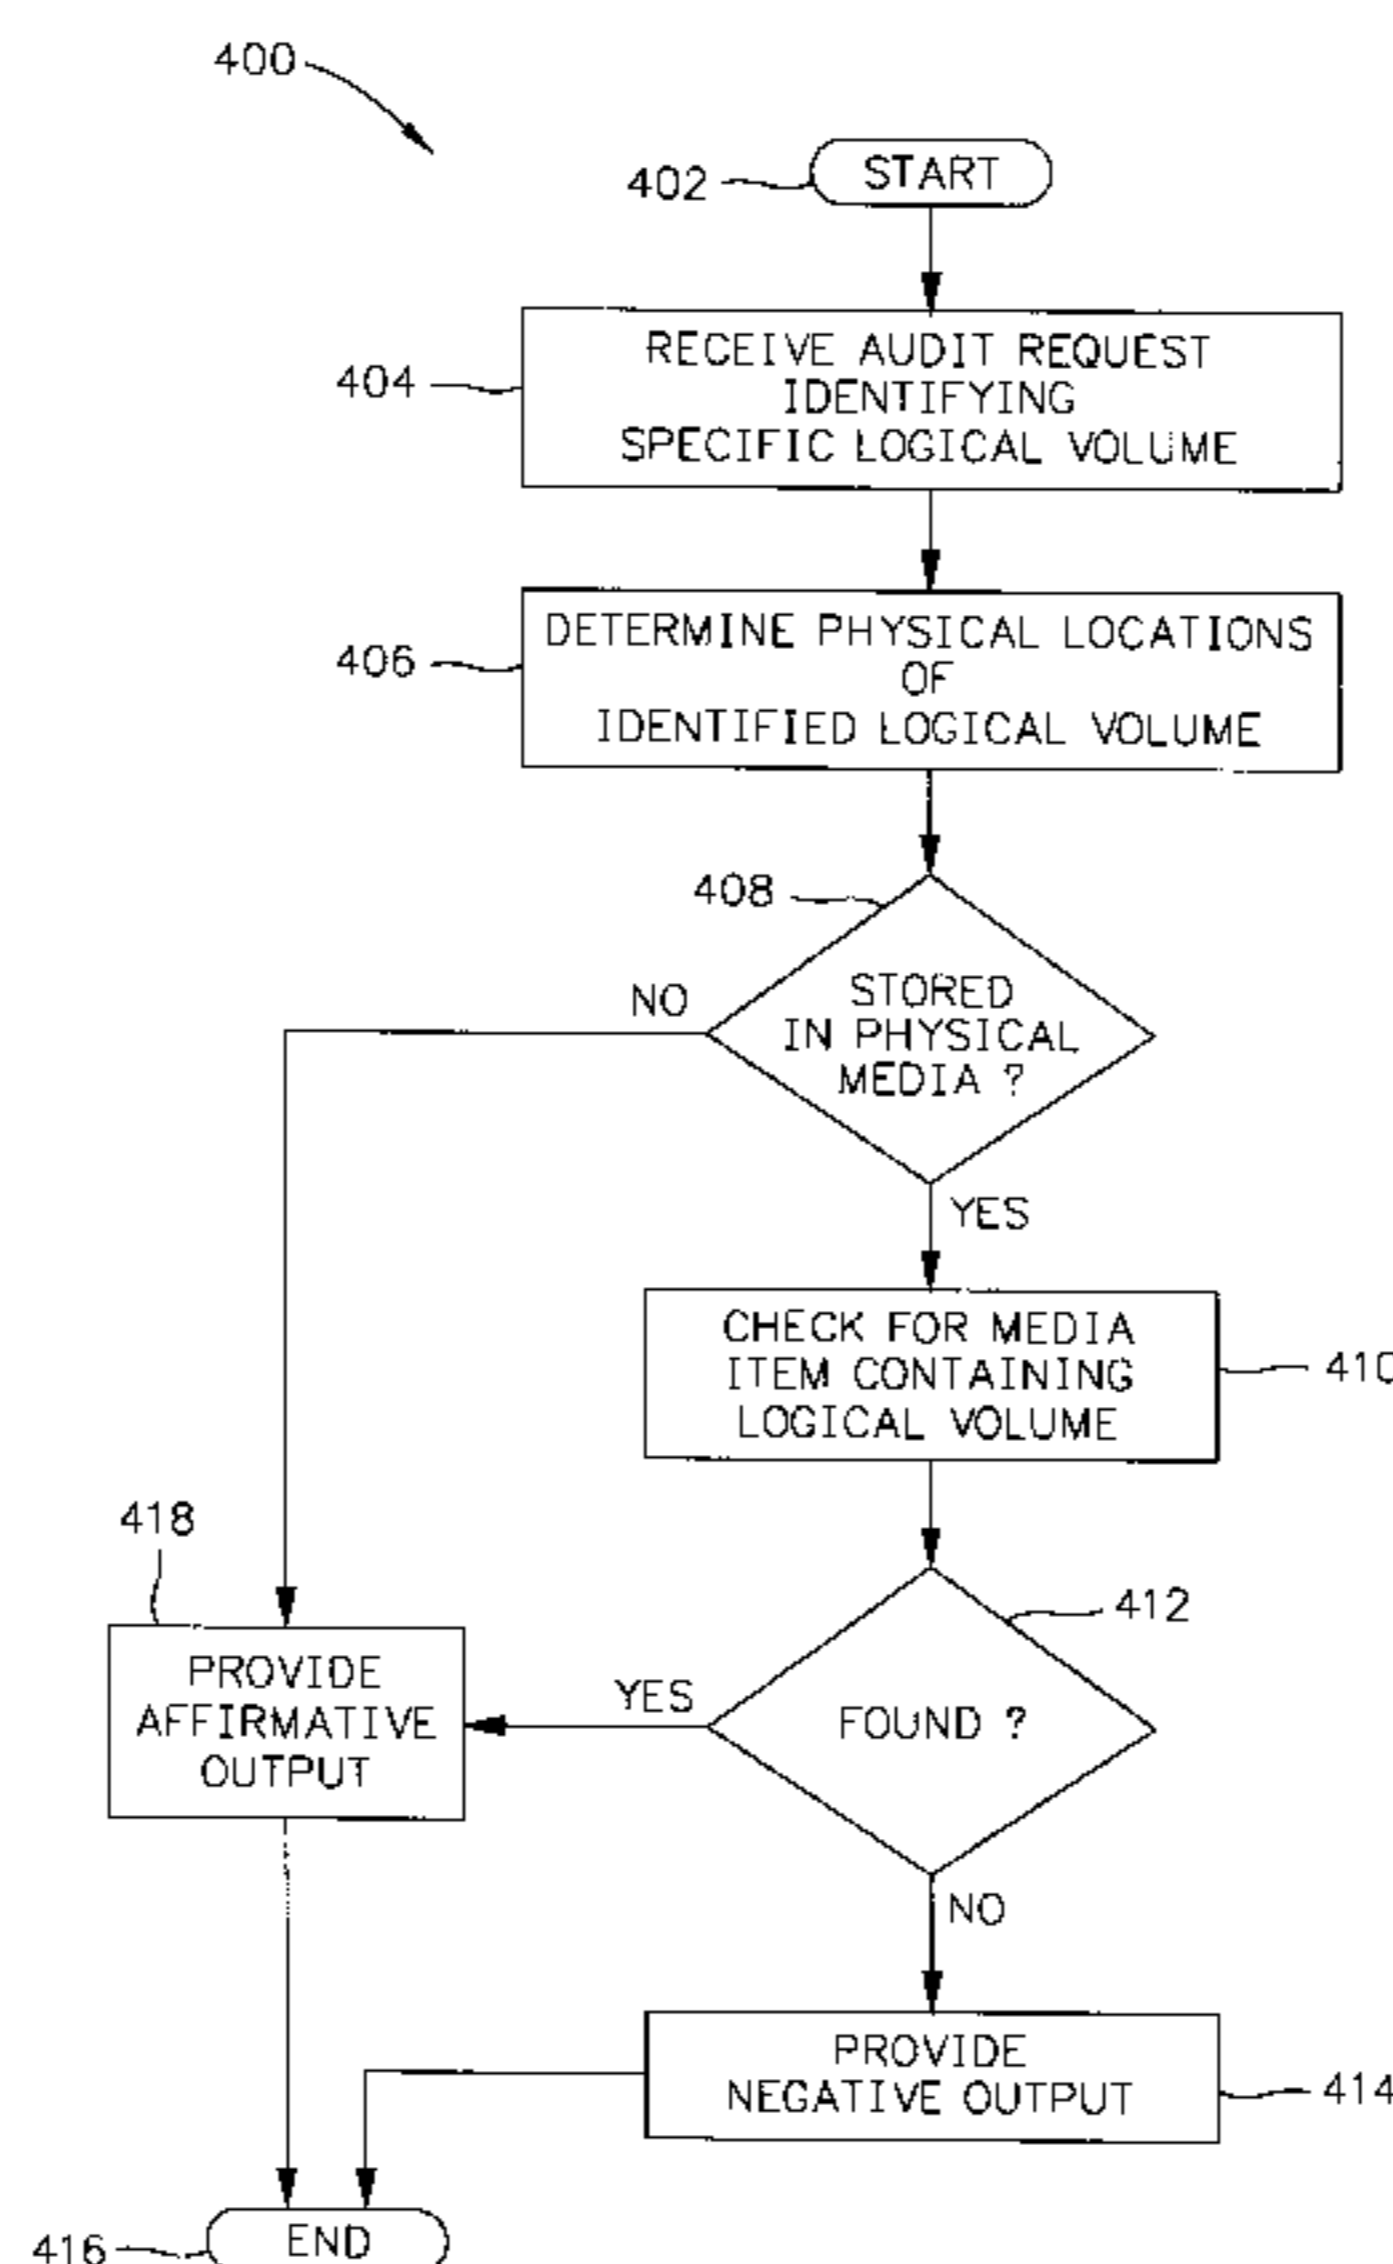 400
402
START
404
RECEIVE AUDIT REQUEST
IDENTIFYING
SPECIFIC LOGICAL VOLUME
406
DETERMINE PHYSICAL LOCATIONS
OF
IDENTIFIED LOGICAL VOLUME
408
STORED
IN PHYSICAL
MEDIA ?
NO
YES
CHECK FOR MEDIA
ITEM CONTAINING
LOGICAL VOLUME
410
418
PROVIDE
AFFIRMATIVE
OUTPUT
YES
412
FOUND ?
NO
PROVIDE
NEGATIVE OUTPUT
414
416
END